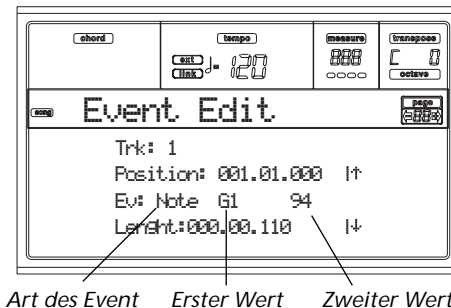 chord tempo measure transpose
ext
link ♩= 120 888 C 0
octave
song Event Edit page
88
Trk: 1
Position: 001.01.000 |↑
Ev: Note G1 94
Lenght:000.00.110 |↓
Art des Event Erster Wert Zweiter Wert